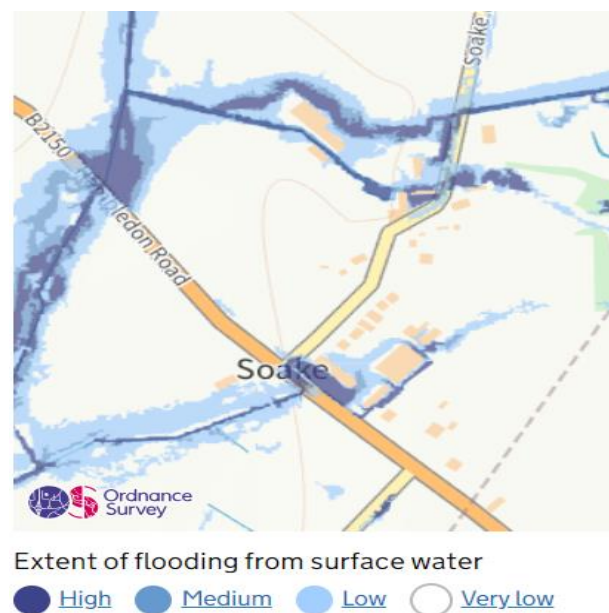 Soake
B2150 Hambledon Road
Soake
Ordnance
Survey
Extent of flooding from surface water
High Medium Low Very low